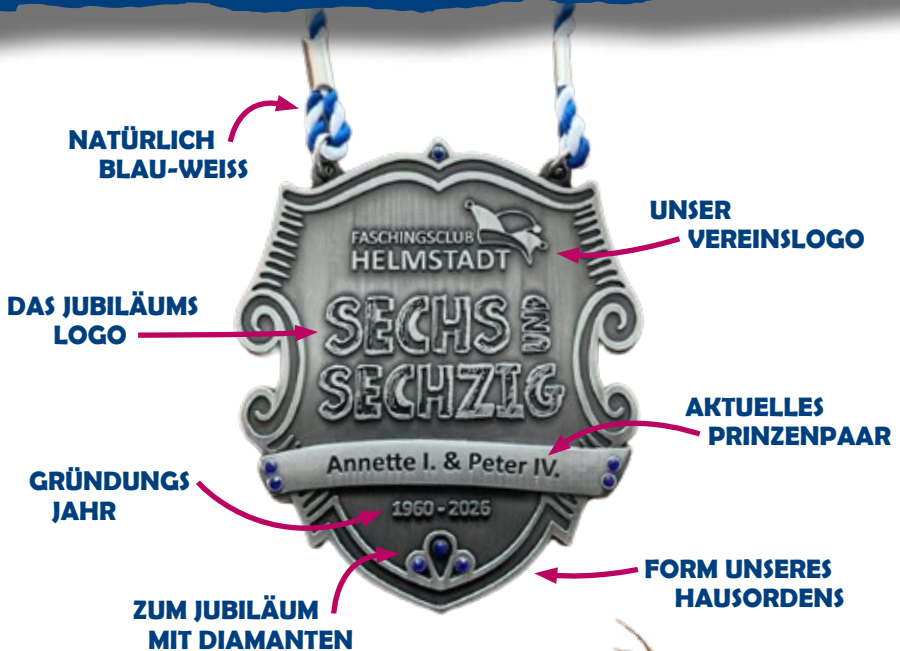 NATÜRLICH
BLAU-WEISS
UNSER
VEREINSLOGO
FASCHINGSCLUB
HELMSTADT
DAS JUBILÄUMS
LOGO
SECHS UND
SECHZIG
AKTUELLES
PRINZENPAAR
Annette I. & Peter IV.
GRÜNDUNGS
JAHR
1960 - 2026
FORM UNSERES
HAUSORDENS
ZUM JUBILÄUM
MIT DIAMANTEN